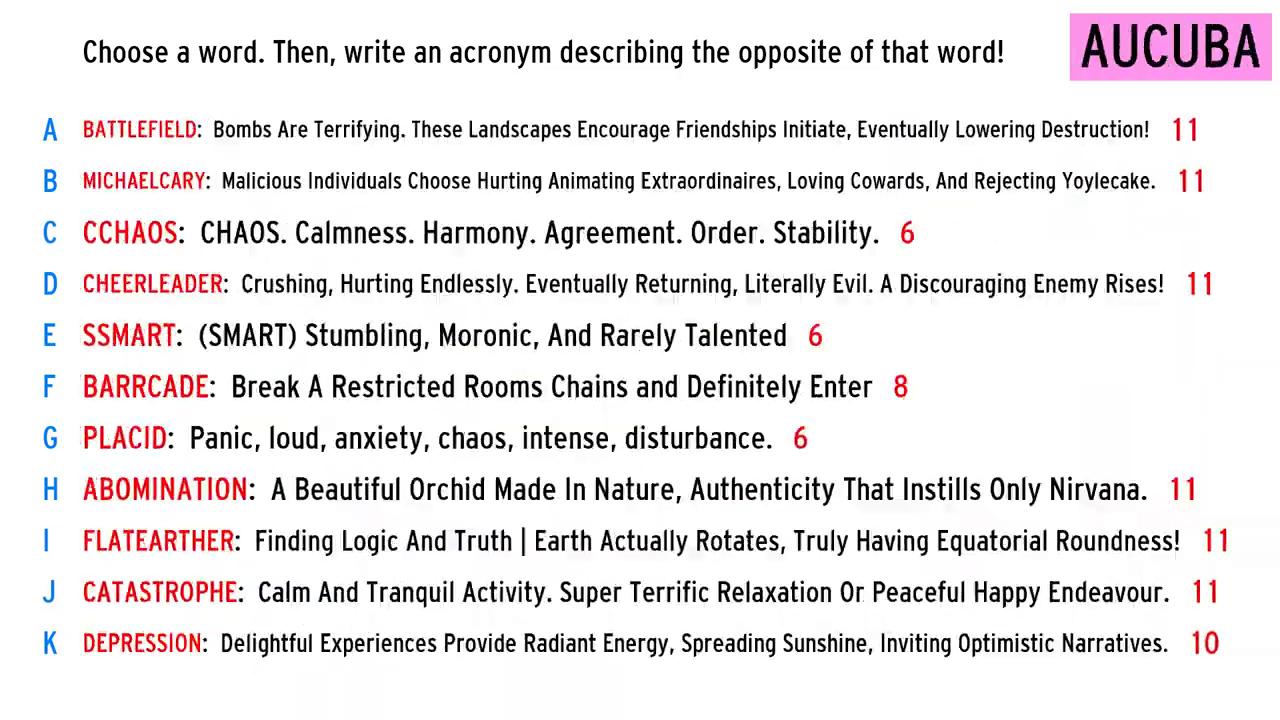 Choose a word. Then, write an acronym describing the opposite of that word!
AUCUBA
A BATTLEFIELD: Bombs Are Terrifying. These Landscapes Encourage Friendships Initiate, Eventually Lowering Destruction! 11
B MICHAELCARY: Malicious Individuals Choose Hurting Animating Extraordinaires, Loving Cowards, And Rejecting Yoylecake. 11
C CCHAOS: CHAOS. Calmness. Harmony. Agreement. Order. Stability. 6
D CHEERLEADER: Crushing, Hurting Endlessly. Eventually Returning, Literally Evil. A Discouraging Enemy Rises! 11
E SSMART: (SMART) Stumbling, Moronic, And Rarely Talented 6
F BARRCADE: Break A Restricted Rooms Chains and Definitely Enter 8
G PLACID: Panic, loud, anxiety, chaos, intense, disturbance. 6
H ABOMINATION: A Beautiful Orchid Made In Nature, Authenticity That Instills Only Nirvana. 11
I FLATEARTHER: Finding Logic And Truth | Earth Actually Rotates, Truly Having Equatorial Roundness! 11
J CATASTROPHE: Calm And Tranquil Activity. Super Terrific Relaxation Or Peaceful Happy Endeavour. 11
K DEPRESSION: Delightful Experiences Provide Radiant Energy, Spreading Sunshine, Inviting Optimistic Narratives. 10